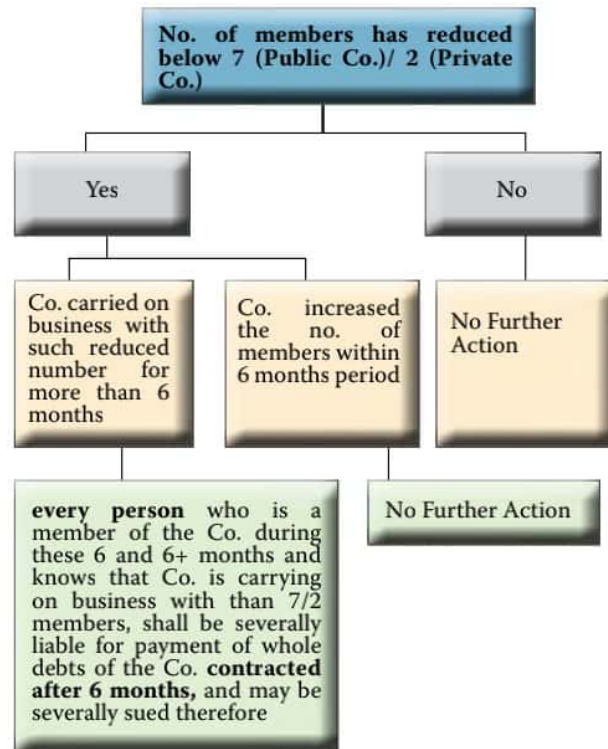 No. of members has reduced
below 7 (Public Co.)/ 2 (Private
Co.)
Yes
No
Co. carried on
business with
such reduced
number for
more than 6
months
Co. increased
the no. of
members within
6 months period
No Further
Action
every person who is a
member of the Co. during
these 6 and 6+ months and
knows that Co. is carrying
on business with than 7/2
members, shall be severally
liable for payment of whole
debts of the Co. contracted
after 6 months, and may be
severally sued therefore
No Further Action